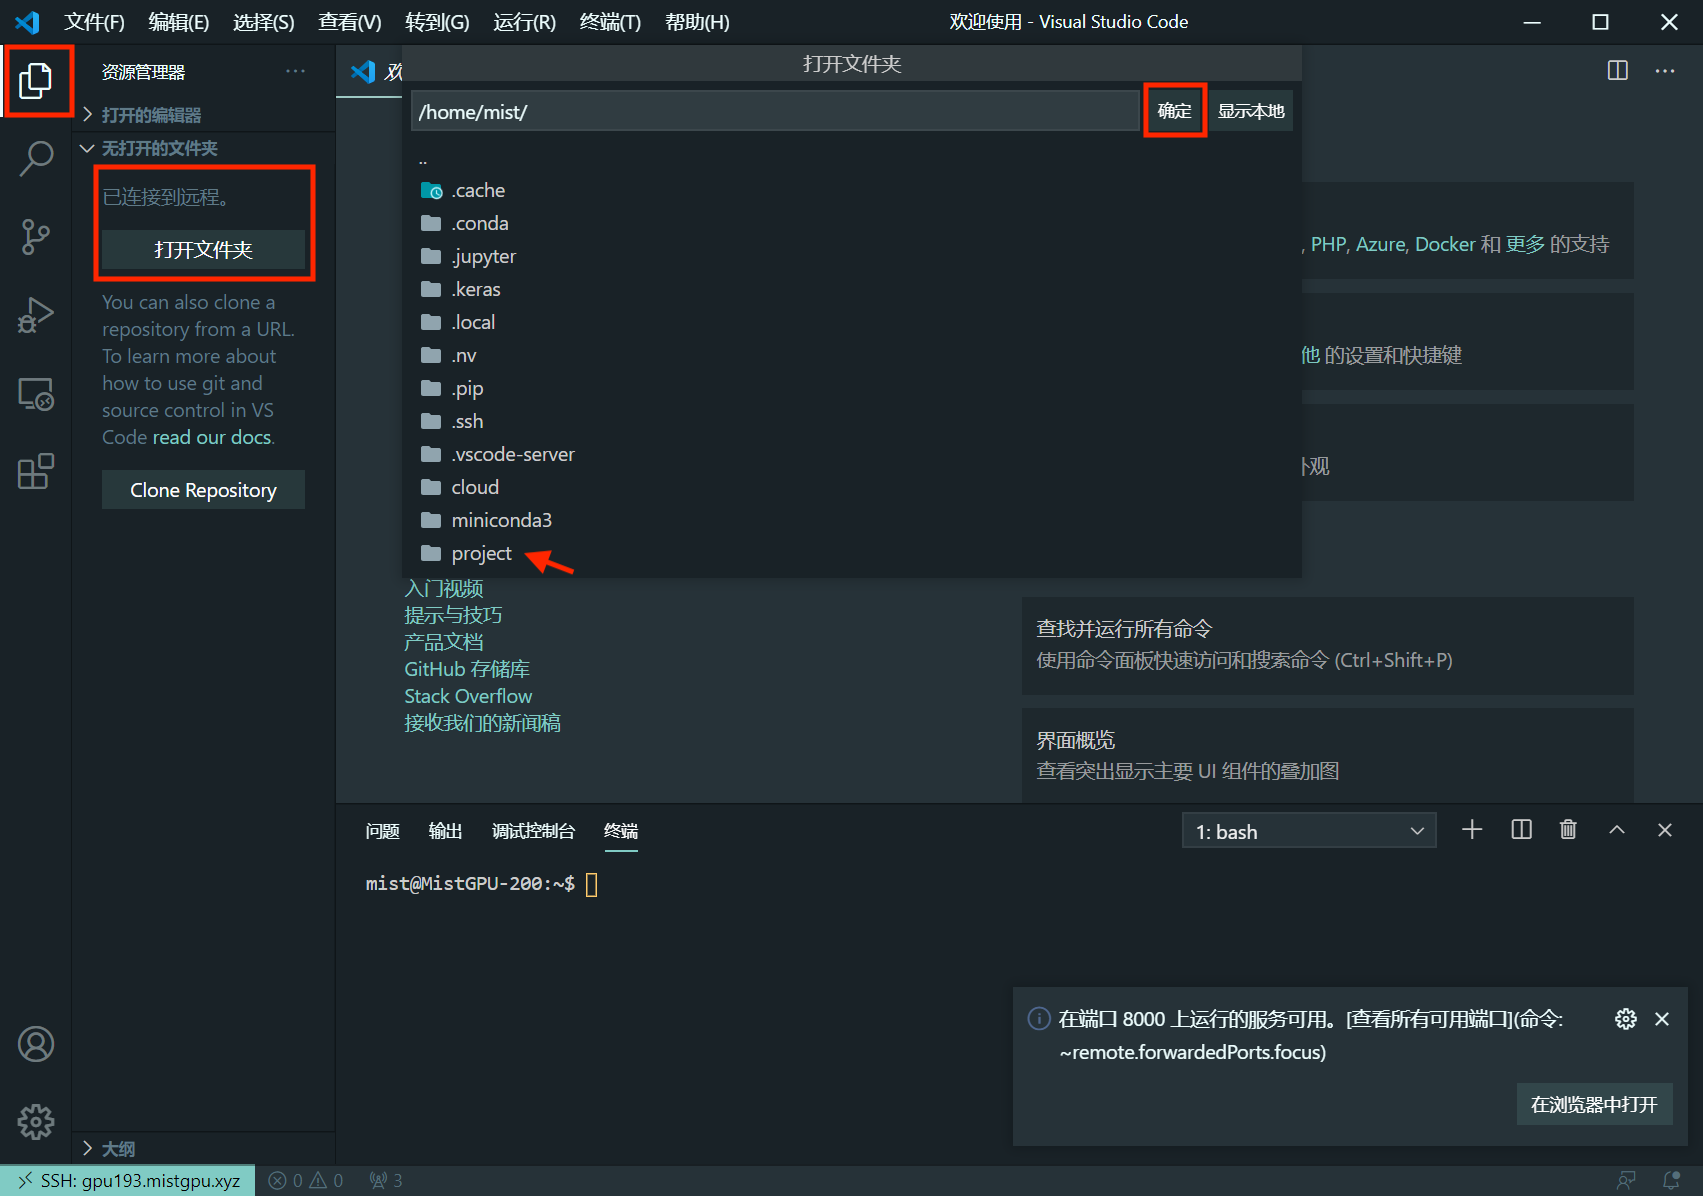 文件(F) 编辑(E) 选择(S) 查看(V) 转到(G) 运行(R) 终端(T) 帮助(H)
欢迎使用 - Visual Studio Code
资源管理器
打开的编辑器
无打开的文件夹
已连接到远程。
打开文件夹
You can also clone a
repository from a URL.
To learn more about
how to use git and
source control in VS
Code read our docs.
Clone Repository
大纲
打开文件夹
/home/mist/
确定
显示本地
..
.cache
.conda
.jupyter
.keras
.local
.nv
.pip
.ssh
.vscode-server
cloud
miniconda3
project
, PHP, Azure, Docker 和 更多 的支持
他 的设置和快捷键
观
入门视频
提示与技巧
产品文档
GitHub 存储库
Stack Overflow
接收我们的新闻稿
查找并运行所有命令
使用命令面板快速访问和搜索命令 (Ctrl+Shift+P)
界面概览
查看突出显示主要 UI 组件的叠加图
问题 输出 调试控制台 终端
1: bash
mist@MistGPU-200:~$
在端口 8000 上运行的服务可用。[查看所有可用端口](命令:
~remote.forwardedPorts.focus)
在浏览器中打开
SSH: gpu193.mistgpu.xyz
0 0
3